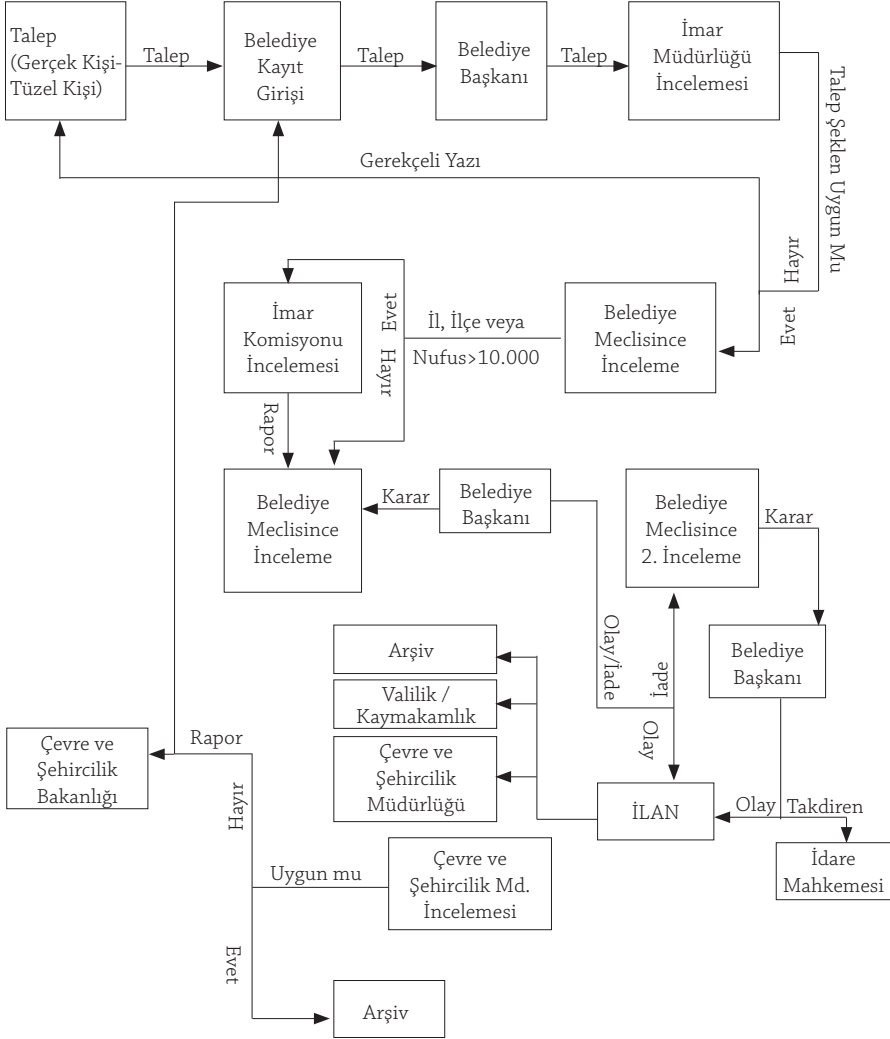 Talep
(Gerçek Kişi-
Tüzel Kişi)
Talep
Belediye
Kayıt
Girişi
Talep
Belediye
Başkanı
Talep
İmar
Müdürlüğü
İncelemesi
Talep Şeklen Uygun Mu
Gerekçeli Yazı
Hayır
Evet
İmar
Komisyonu
İncelemesi
Evet
Hayır
İl, İlçe veya
Nufus>10.000
Belediye
Meclisince
İnceleme
Rapor
Belediye
Meclisince
İnceleme
Karar
Belediye
Başkanı
Belediye
Meclisince
2. İnceleme
Karar
Olay/İade
İade
Olay
Belediye
Başkanı
Arşiv
Valilik /
Kaymakamlık
Çevre ve
Şehircilik
Müdürlüğü
Çevre ve
Şehircilik
Bakanlığı
Rapor
Hayır
İLAN
Olay
Takdiren
İdare
Mahkemesi
Uygun mu
Çevre ve
Şehircilik Md.
İncelemesi
Evet
Arşiv